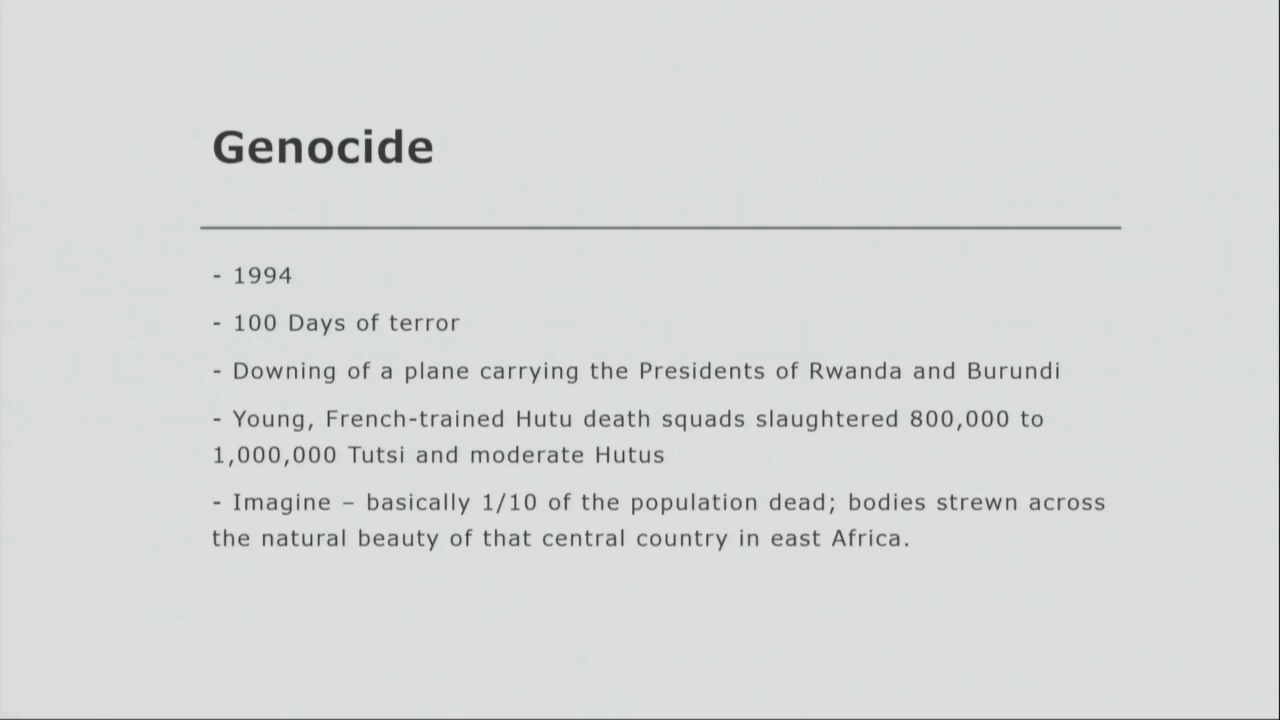 Genocide
- 1994
- 100 Days of terror
- Downing of a plane carrying the Presidents of Rwanda and Burundi
- Young, French-trained Hutu death squads slaughtered 800,000 to
1,000,000 Tutsi and moderate Hutus
- Imagine – basically 1/10 of the population dead; bodies strewn across
the natural beauty of that central country in east Africa.